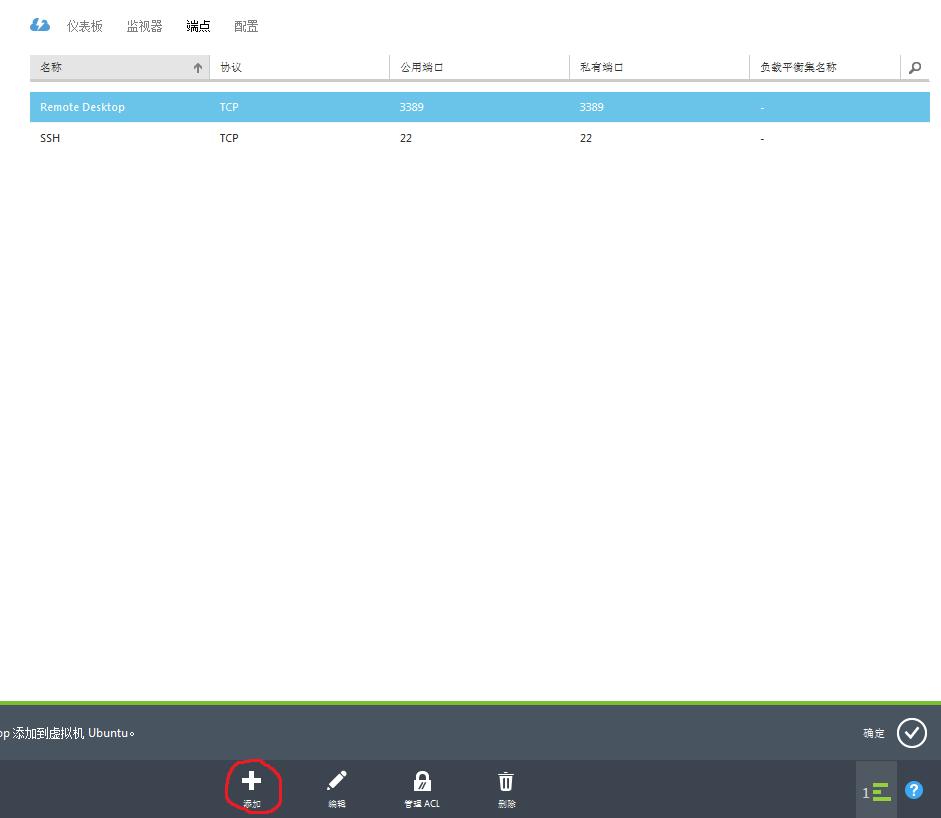 仪表板 监视器 端点 配置
名称 协议 公用端口 私有端口 负载平衡集名称
Remote Desktop TCP 3389 3389 -
SSH TCP 22 22 -
op 添加到虚拟机 Ubuntu。 确定
添加 编辑 管理 ACL 删除 1 ?